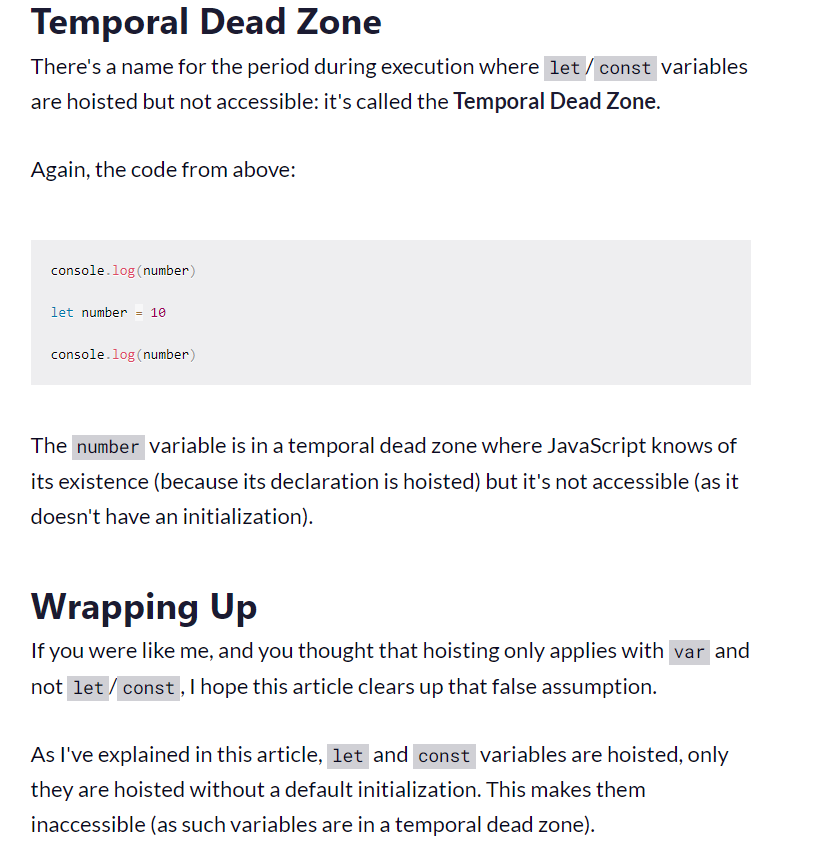 Temporal Dead Zone
There's a name for the period during execution where let/const variables
are hoisted but not accessible: it's called the Temporal Dead Zone.
Again, the code from above:
console.log(number)
let number = 10
console.log(number)
The number variable is in a temporal dead zone where JavaScript knows of
its existence (because its declaration is hoisted) but it's not accessible (as it
doesn't have an initialization).
Wrapping Up
If you were like me, and you thought that hoisting only applies with var and
not let/const, I hope this article clears up that false assumption.
As I've explained in this article, let and const variables are hoisted, only
they are hoisted without a default initialization. This makes them
inaccessible (as such variables are in a temporal dead zone).